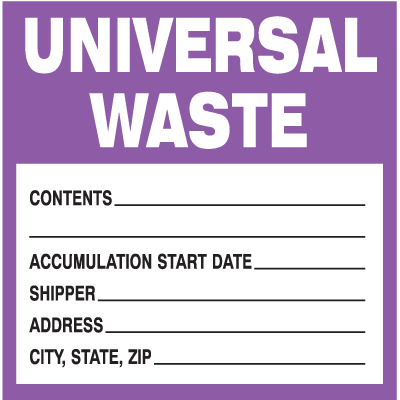 UNIVERSAL
WASTE
CONTENTS
ACCUMULATION START DATE
SHIPPER
ADDRESS
CITY, STATE, ZIP